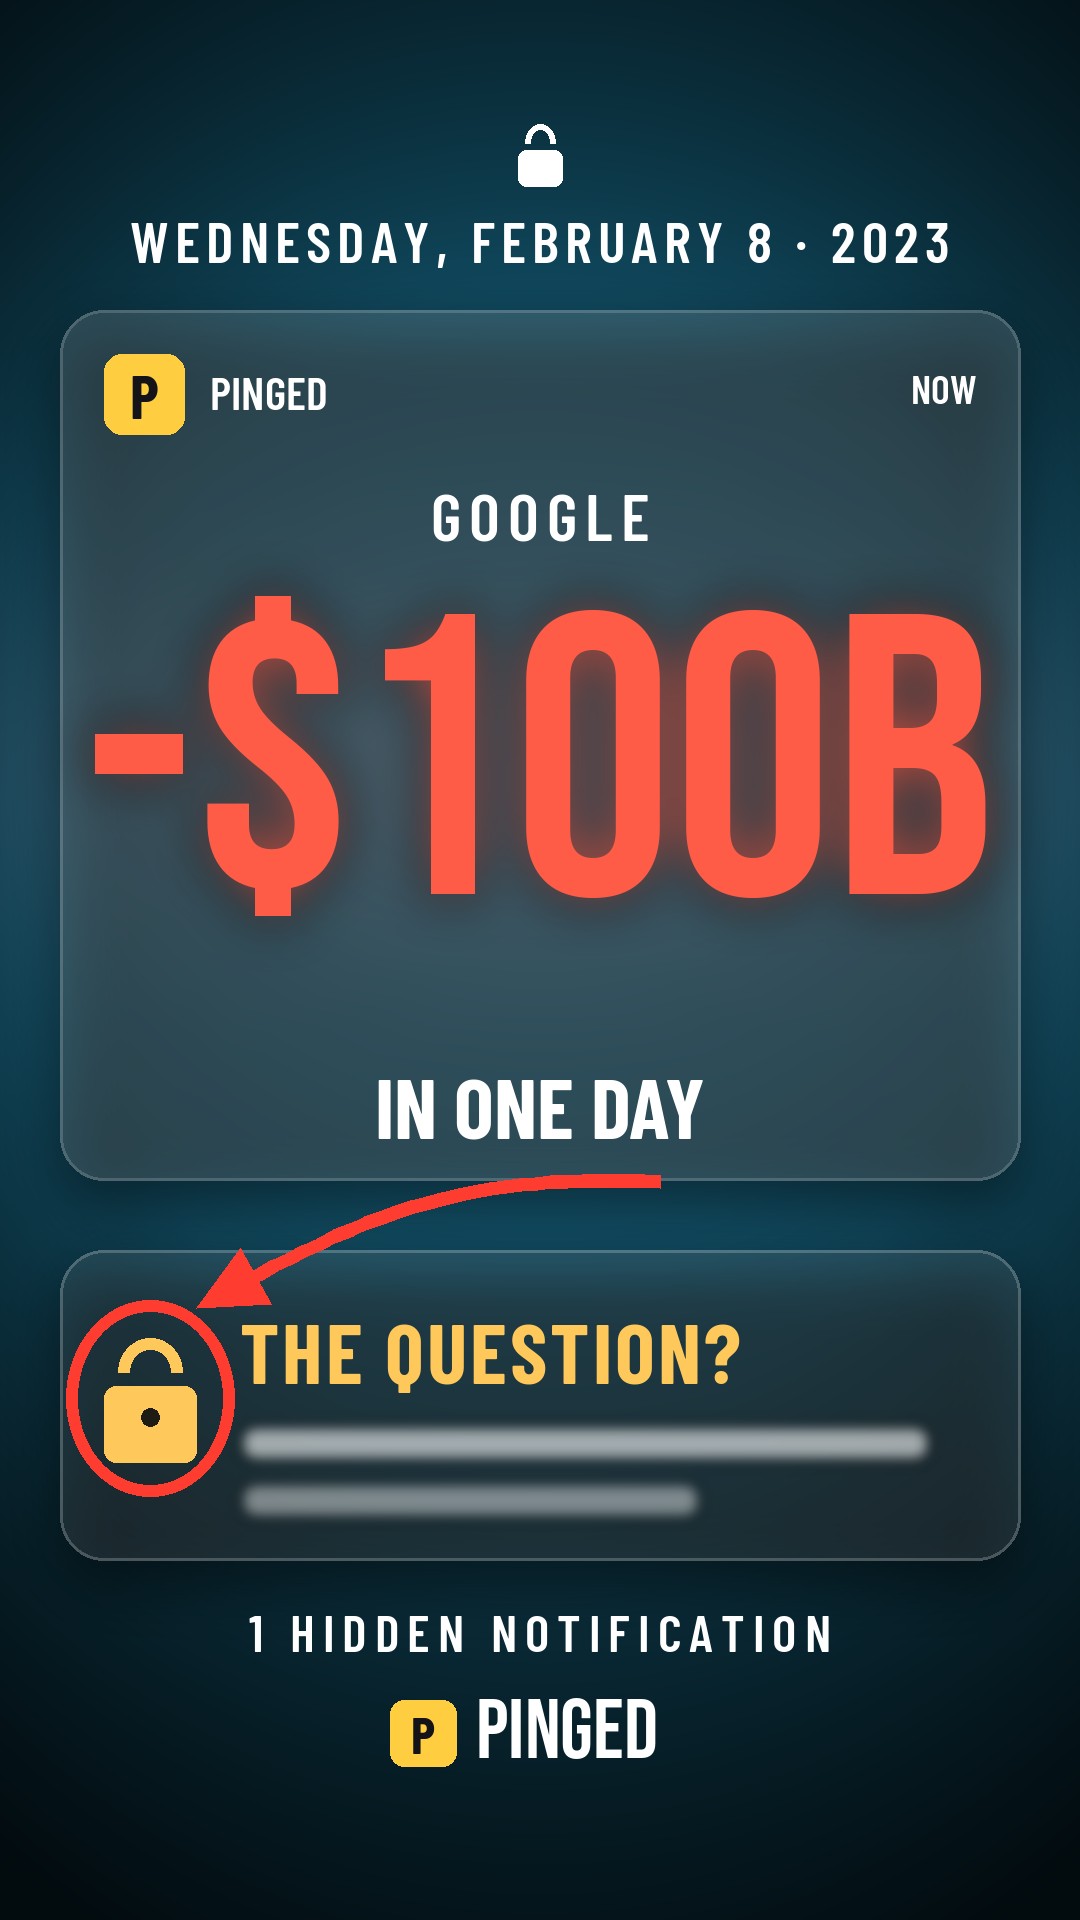 WEDNESDAY, FEBRUARY 8 · 2023
P PINGED
NOW
GOOGLE
-$100B
IN ONE DAY
THE QUESTION?
1 HIDDEN NOTIFICATION
P PINGED